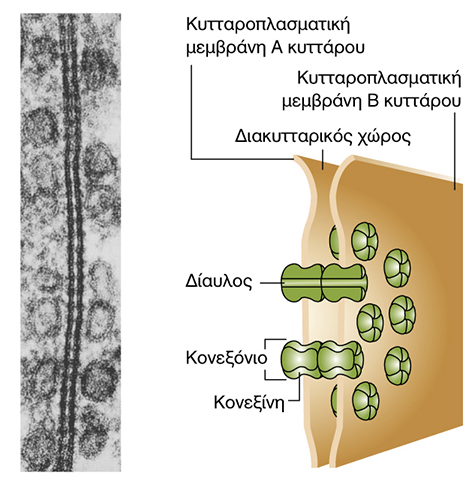 Κυτταροπλασματική
μεμβράνη Α κυττάρου
Κυτταροπλασματική
μεμβράνη Β κυττάρου
Διακυτταρικός χώρος
Δίαυλος
Κονεξόνιο
Κονεξίνη